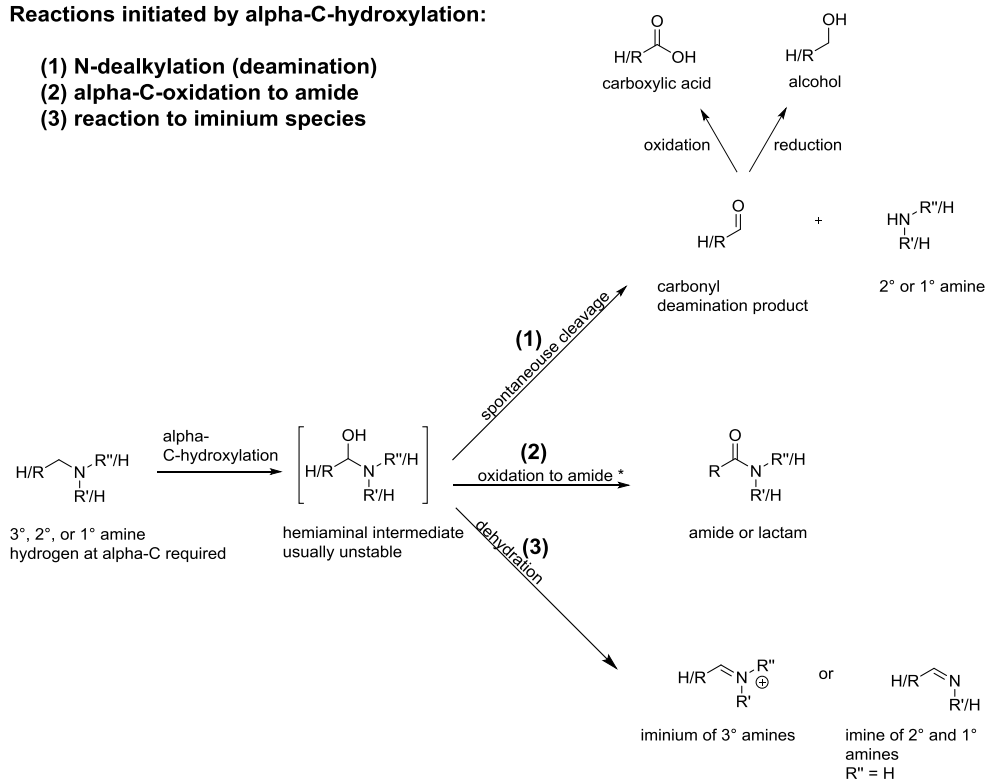 Reactions initiated by alpha-C-hydroxylation:
(1) N-dealkylation (deamination)
(2) alpha-C-oxidation to amide
(3) reaction to iminium species
O
H/R
OH
carboxylic acid
OH
H/R
alcohol
oxidation
reduction
O
H/R
+
HN
R''/H
R'/H
carbonyl
deamination product
2° or 1° amine
(1)
spontaneouse cleavage
H/R
N
R''/H
R'/H
alpha-
C-hydroxylation
OH
H/R
N
R''/H
R'/H
(2)
oxidation to amide *
O
R
N
R''/H
R'/H
3°, 2°, or 1° amine
hydrogen at alpha-C required
hemiaminal intermediate
usually unstable
amide or lactam
(3)
dehydration
H/R
N
R''
+
R'
or
H/R
N
R'/H
iminium of 3° amines
imine of 2° and 1°
amines
R'' = H